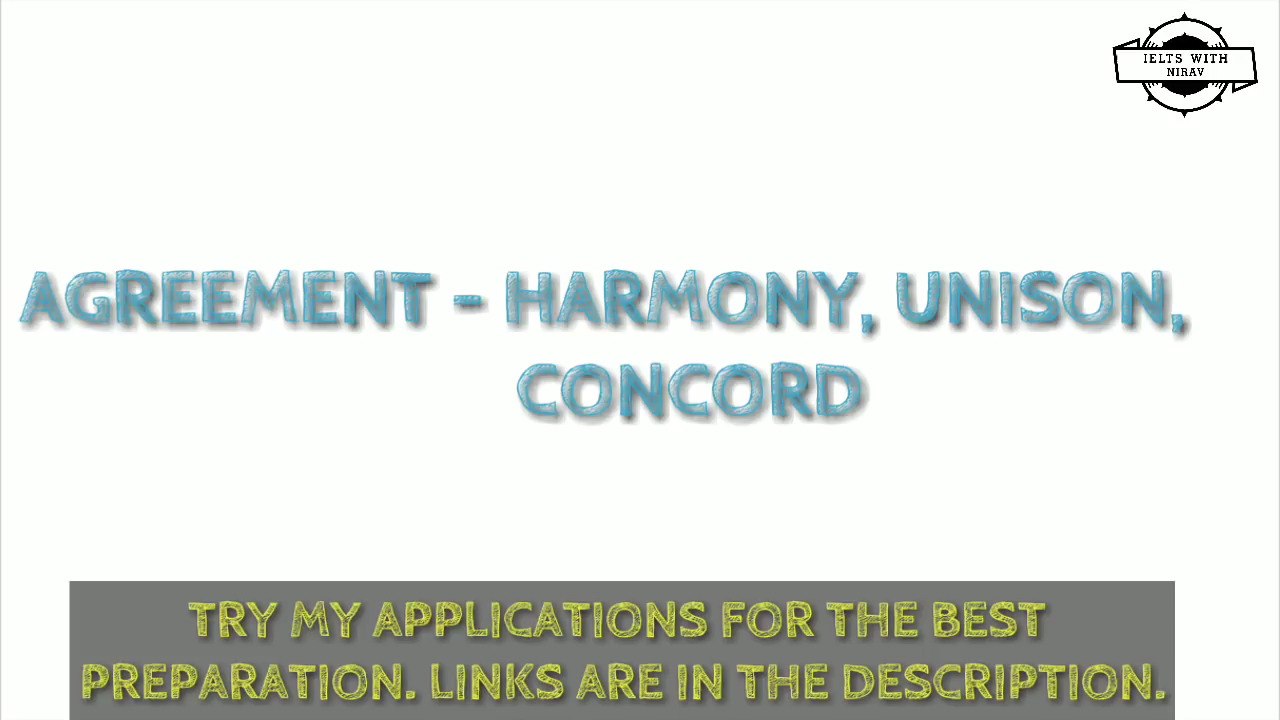 IELTS WITH
NIRAV
AGREEMENT - HARMONY, UNISON,
CONCORD
TRY MY APPLICATIONS FOR THE BEST
PREPARATION. LINKS ARE IN THE DESCRIPTION.